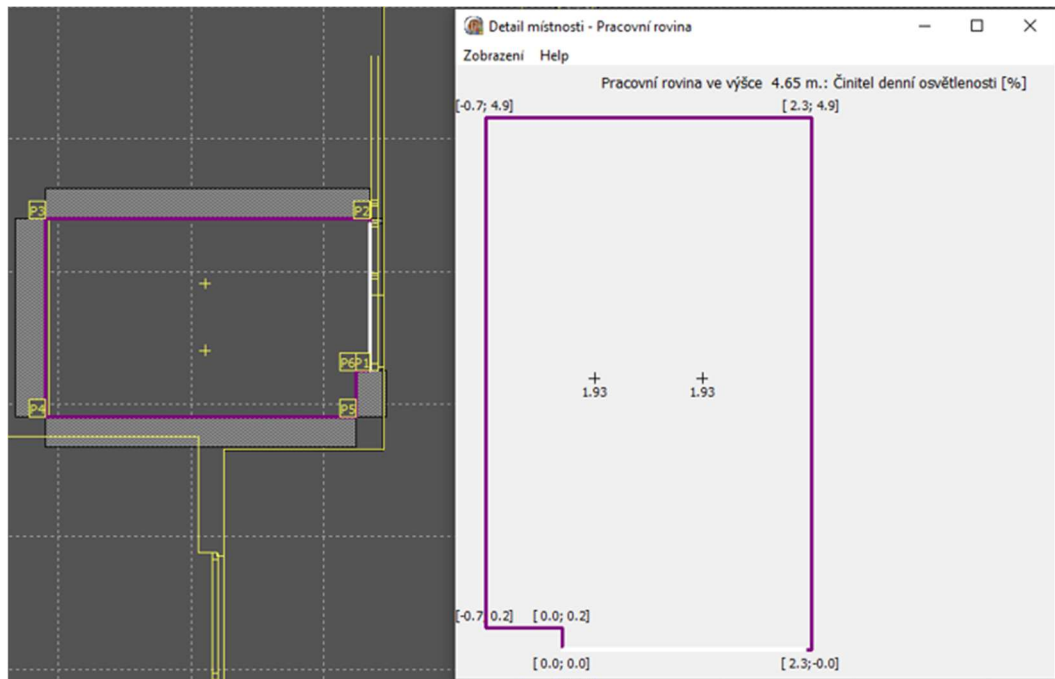 Detail místnosti - Pracovní rovina
Zobrazení Help
Pracovní rovina ve výšce 4.65 m.: Činitel denní osvětlenosti [%]
[-0.7; 4.9] [ 2.3; 4.9]
P3 P2
P6 P1
1.93 1.93
P4 P5
[-0.7; 0.2] [ 0.0; 0.2]
[ 0.0; 0.0] [ 2.3;-0.0]